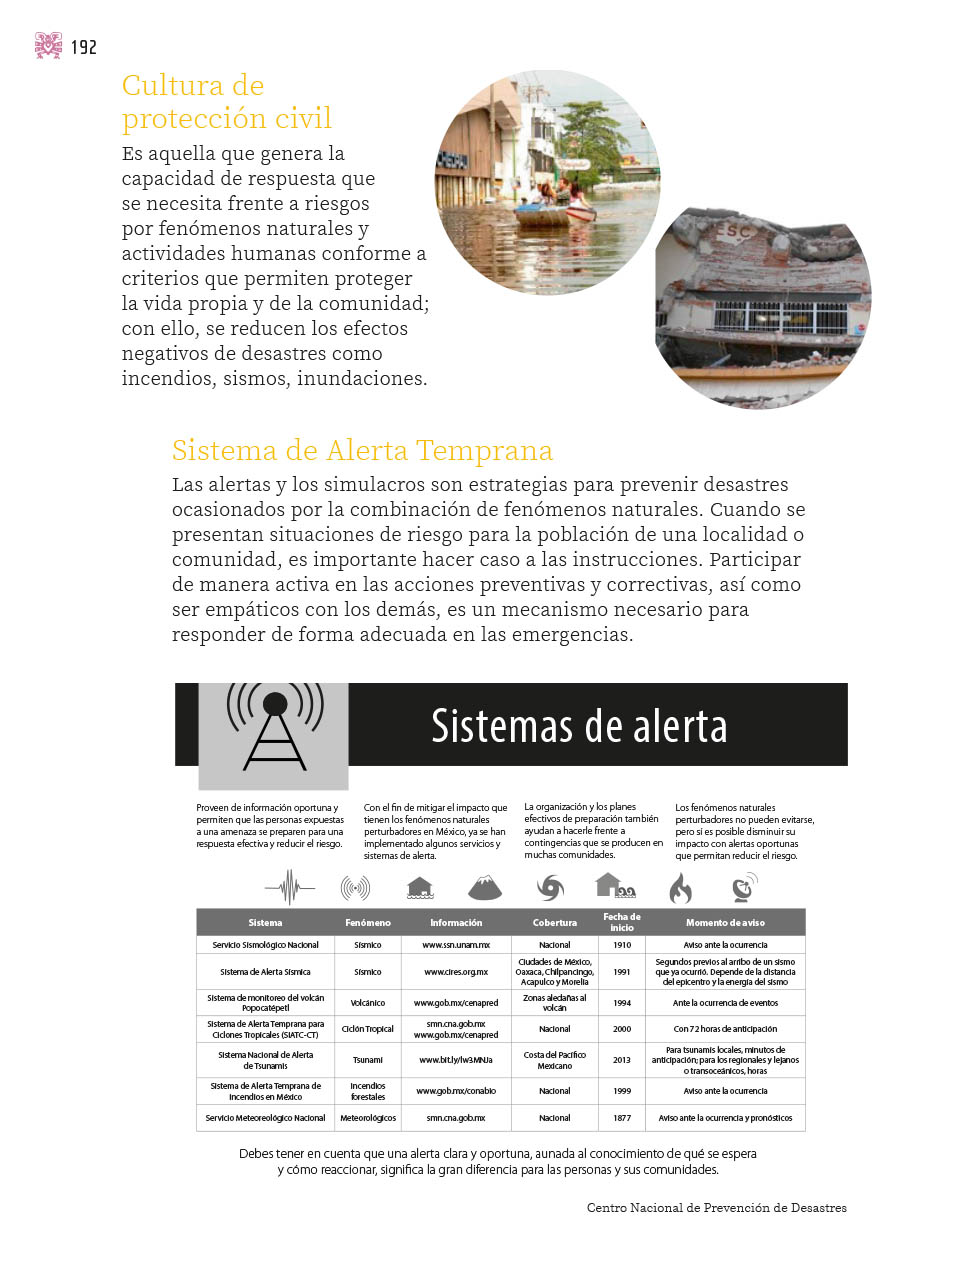 192
Cultura de
protección civil
Es aquella que genera la
capacidad de respuesta que
se necesita frente a riesgos
por fenómenos naturales y
actividades humanas conforme a
criterios que permiten proteger
la vida propia y de la comunidad;
con ello, se reducen los efectos
negativos de desastres como
incendios, sismos, inundaciones.
ESC
Sistema de Alerta Temprana
Las alertas y los simulacros son estrategias para prevenir desastres
ocasionados por la combinación de fenómenos naturales. Cuando se
presentan situaciones de riesgo para la población de una localidad o
comunidad, es importante hacer caso a las instrucciones. Participar
de manera activa en las acciones preventivas y correctivas, así como
ser empáticos con los demás, es un mecanismo necesario para
responder de forma adecuada en las emergencias.
Sistemas de alerta
Proveen de información oportuna y
permiten que las personas expuestas
a una amenaza se preparen para una
respuesta efectiva y reducir el riesgo.
Con el fin de mitigar el impacto que
tienen los fenómenos naturales
perturbadores en México, ya se han
implementado algunos servicios y
sistemas de alerta.
La organización y los planes
efectivos de preparación también
ayudan a hacerle frente a
contingencias que se producen en
muchas comunidades.
Los fenómenos naturales
perturbadores no pueden evitarse,
pero sí es posible disminuir su
impacto con alertas oportunas
que permitan reducir el riesgo.
Sistema Fenómeno Información Cobertura Fecha de inicio Momento de aviso
Servicio Sismológico Nacional Sísmico www.ssn.unam.mx Nacional 1910 Aviso ante la ocurrencia
Sistema de Alerta Sísmica Sísmico www.cires.org.mx Ciudades de México, Oaxaca, Chilpancingo, Acapulco y Morelia 1991 Segundos previos al arribo de un sismo que ya ocurrió. Depende de la distancia del epicentro y la energía del sismo
Sistema de monitoreo del volcán Popocatépetl Volcánico www.gob.mx/cenapred Zonas aledañas al volcán 1994 Ante la ocurrencia de eventos
Sistema de Alerta Temprana para Ciclones Tropicales (SIATC-CT) Ciclón Tropical smn.cna.gob.mx www.gob.mx/cenapred Nacional 2000 Con 72 horas de anticipación
Sistema Nacional de Alerta de Tsunamis Tsunami www.bit.ly/lw3MNJa Costa del Pacífico Mexicano 2013 Para tsunamis locales, minutos de anticipación; para los regionales y lejanos o transoceánicos, horas
Sistema de Alerta Temprana de Incendios en México Incendios forestales www.gob.mx/conabio Nacional 1999 Aviso ante la ocurrencia
Servicio Meteoreológico Nacional Meteorológicos smn.cna.gob.mx Nacional 1877 Aviso ante la ocurrencia y pronósticos
Debes tener en cuenta que una alerta clara y oportuna, aunada al conocimiento de qué se espera
y cómo reaccionar, significa la gran diferencia para las personas y sus comunidades.
Centro Nacional de Prevención de Desastres